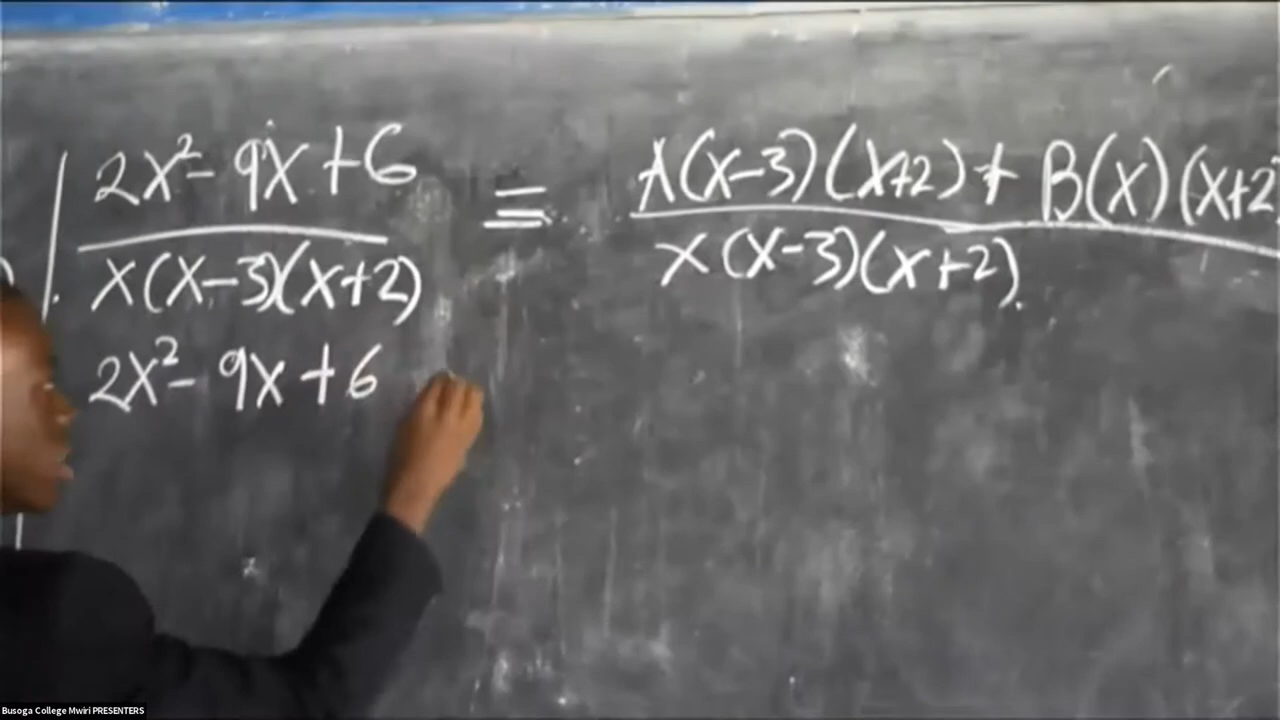 2x² - 9x + 6 ≡ A(x-3)(x+2) + B(x)(x+2
x(x-3)(x+2) x(x-3)(x+2).
2x² - 9x + 6
Busoga College Mwiri PRESENTERS